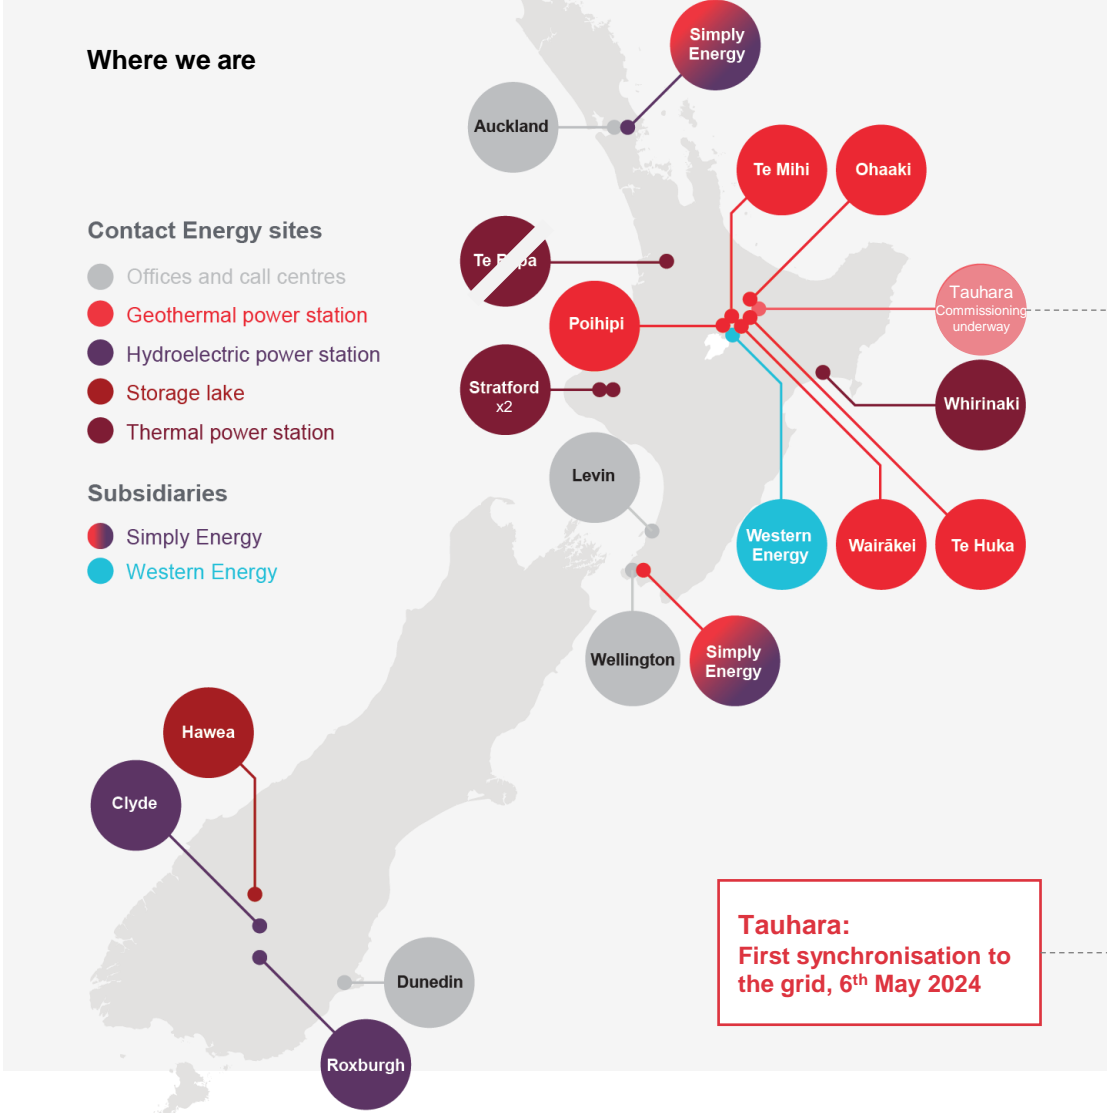 Where we are
Simply
Energy
Auckland
Te Mihi
Ohaaki
Contact Energy sites
Offices and call centres
Geothermal power station
Hydroelectric power station
Storage lake
Thermal power station
Subsidiaries
Simply Energy
Western Energy
Te Rapa
Poihipi
Tauhara
Commissioning
underway
Stratford
x2
Whirinaki
Levin
Western
Energy
Wairākei
Te Huka
Wellington
Simply
Energy
Hawea
Clyde
Dunedin
Roxburgh
Tauhara:
First synchronisation to
the grid, 6th May 2024